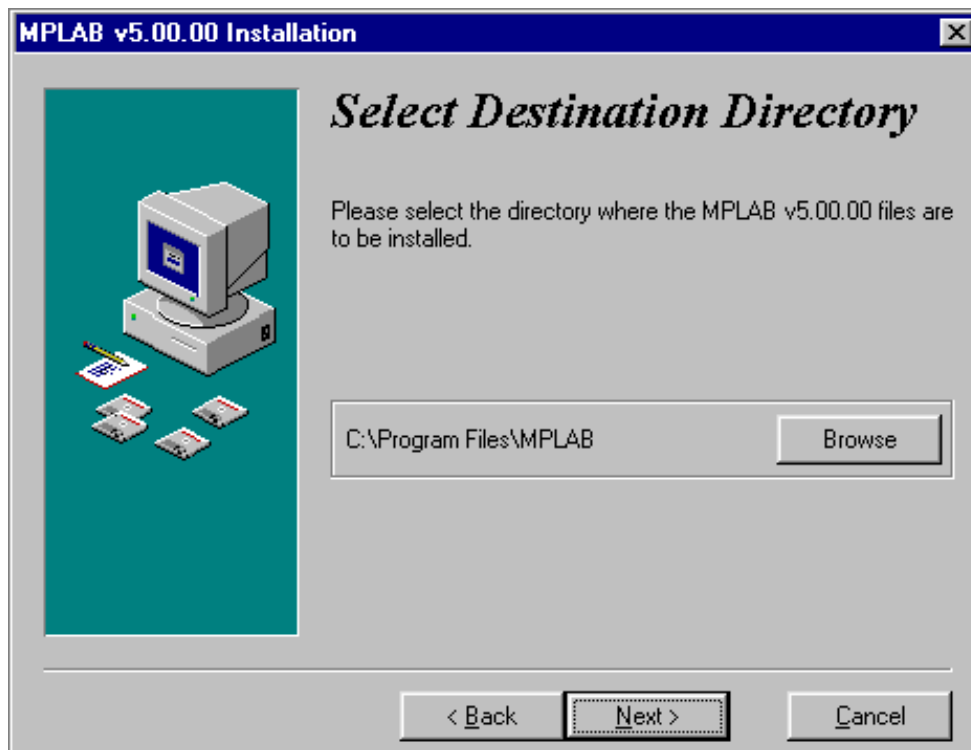 MPLAB v5.00.00 Installation
Select Destination Directory
Please select the directory where the MPLAB v5.00.00 files are
to be installed.
C:\Program Files\MPLAB
Browse
< Back
Next >
Cancel